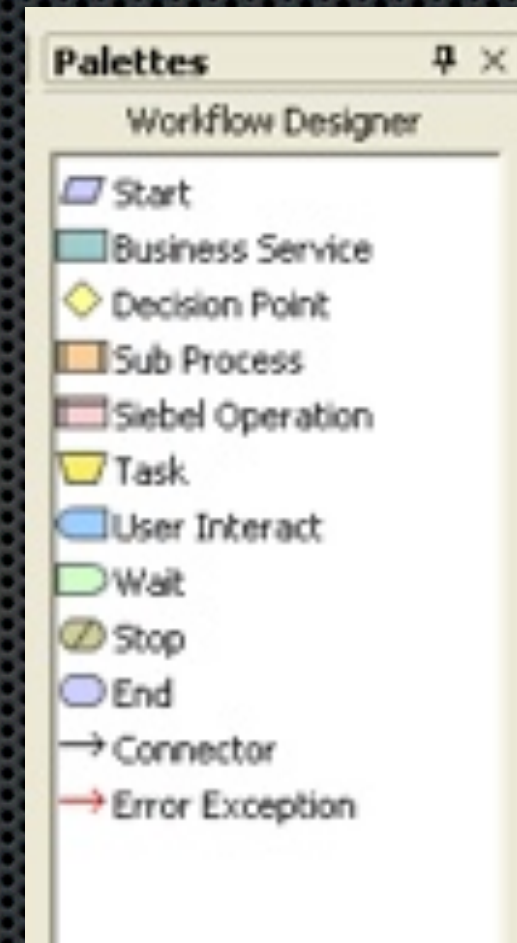 Palettes
Workflow Designer
Start
Business Service
Decision Point
Sub Process
Siebel Operation
Task
User Interact
Wait
Stop
End
Connector
Error Exception